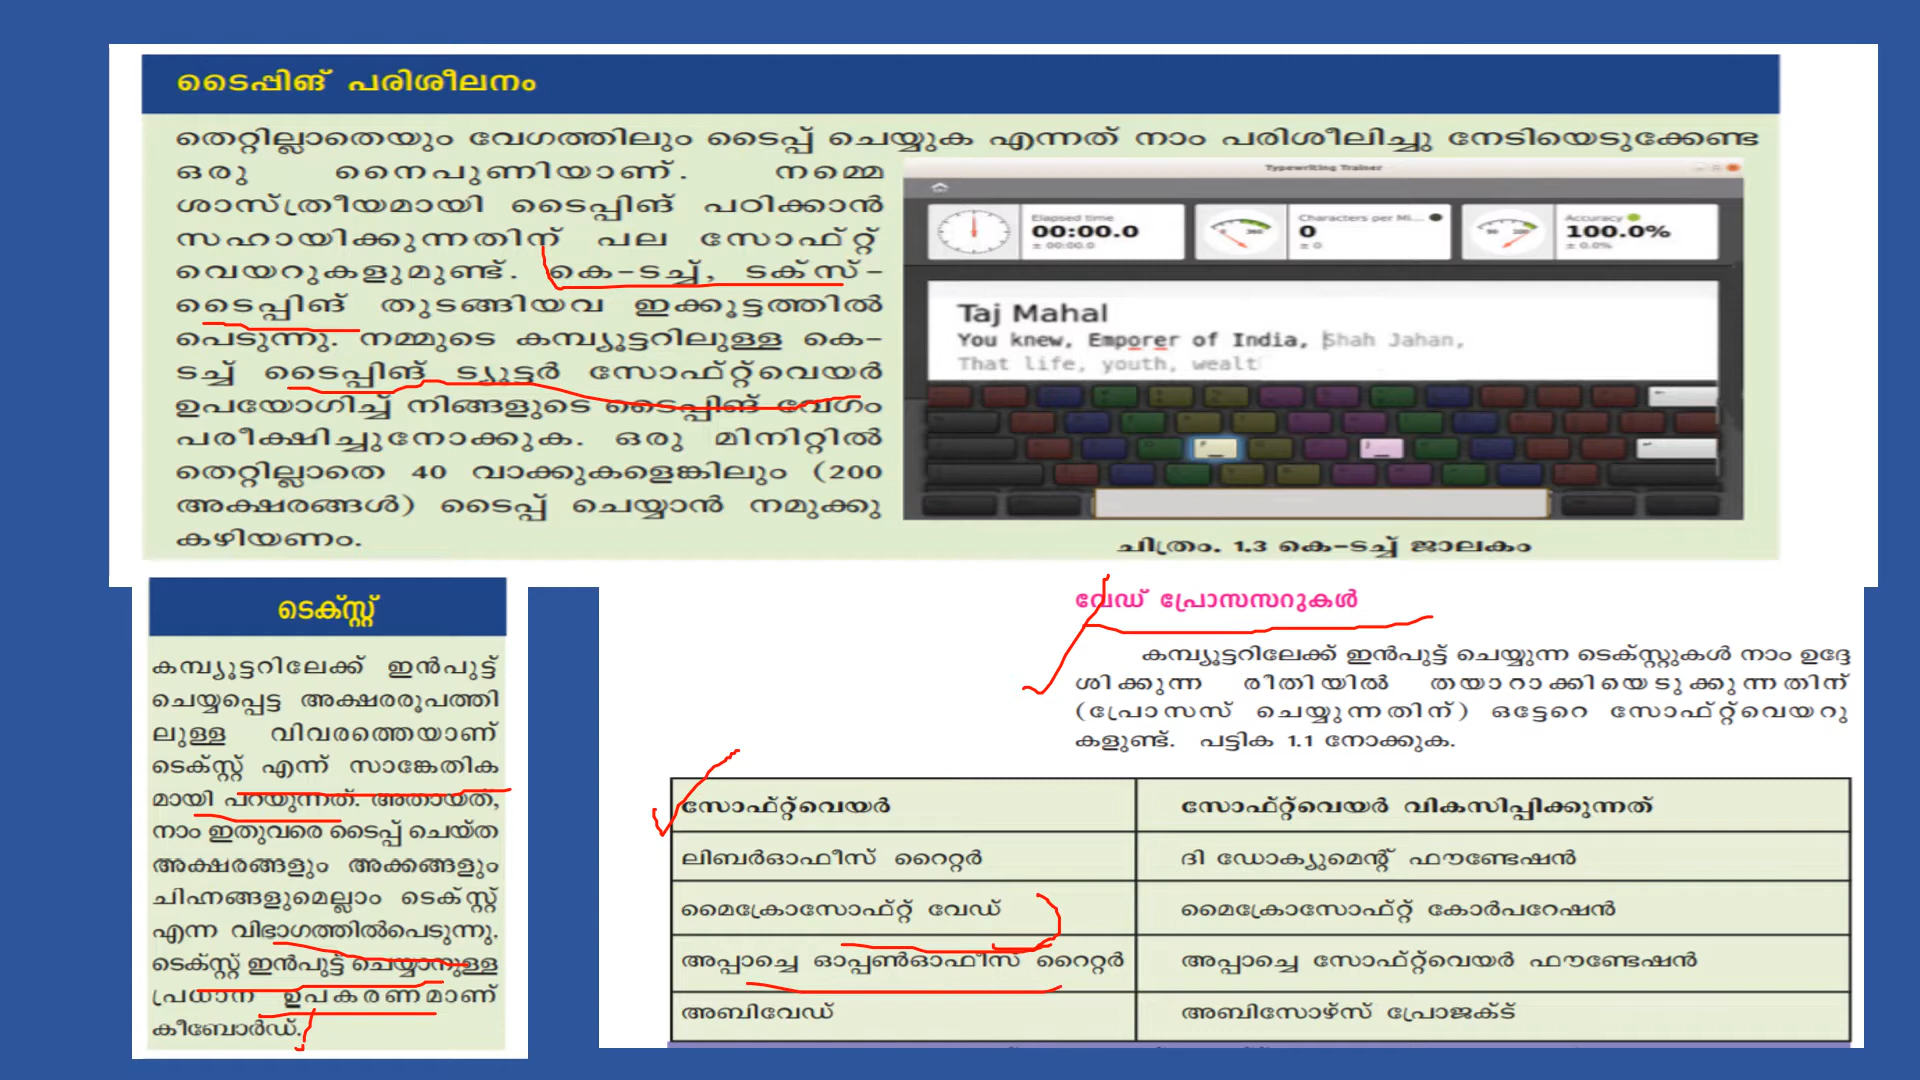 ടൈപ്പിങ് പരിശീലനം
തെറ്റില്ലാതെയും വേഗത്തിലും ടൈപ്പ് ചെയ്യുക എന്നത് നാം പരിശീലിച്ചു നേടിയെടുക്കേണ്ട
ഒരു നൈപുണിയാണ്. നമ്മെ
ശാസ്ത്രീയമായി ടൈപ്പിങ് പഠിക്കാൻ
സഹായിക്കുന്നതിന് പല സോഫ്റ്റ്
വെയറുകളുമുണ്ട്. കെ-ടച്ച്, ടക്സ്-
ടൈപ്പിങ് തുടങ്ങിയവ ഇക്കൂട്ടത്തിൽ
പെടുന്നു. നമ്മുടെ കമ്പ്യൂട്ടറിലുള്ള കെ-
ടച്ച് ടൈപ്പിങ് ട്യൂട്ടർ സോഫ്റ്റ്‌വെയർ
ഉപയോഗിച്ച് നിങ്ങളുടെ ടൈപ്പിങ് വേഗം
പരീക്ഷിച്ചുനോക്കുക. ഒരു മിനിറ്റിൽ
തെറ്റില്ലാതെ 40 വാക്കുകളെങ്കിലും (200
അക്ഷരങ്ങൾ) ടൈപ്പ് ചെയ്യാൻ നമുക്കു
കഴിയണം.
Typewriting Trainer
Elapsed time
00:00.0
± 00:00.0
Characters per Mi...
0
± 0
Accuracy
100.0%
± 0.0%
Taj Mahal
You knew, Emporer of India, Shah Jahan,
That life, youth, wealt
ചിത്രം. 1.3 കെ-ടച്ച് ജാലകം
ടെക്സ്റ്റ്
കമ്പ്യൂട്ടറിലേക്ക് ഇൻപുട്ട്
ചെയ്യപ്പെട്ട അക്ഷരരൂപത്തി
ലുള്ള വിവരത്തെയാണ്
ടെക്സ്റ്റ് എന്ന് സാങ്കേതിക
മായി പറയുന്നത്. അതായത്,
നാം ഇതുവരെ ടൈപ്പ് ചെയ്ത
അക്ഷരങ്ങളും അക്കങ്ങളും
ചിഹ്നങ്ങളുമെല്ലാം ടെക്സ്റ്റ്
എന്ന വിഭാഗത്തിൽപെടുന്നു.
ടെക്സ്റ്റ് ഇൻപുട്ട് ചെയ്യാനുള്ള
പ്രധാന ഉപകരണമാണ്
കീബോർഡ്.
വേഡ് പ്രോസസറുകൾ
കമ്പ്യൂട്ടറിലേക്ക് ഇൻപുട്ട് ചെയ്യുന്ന ടെക്സ്റ്റുകൾ നാം ഉദ്ദേ
ശിക്കുന്ന രീതിയിൽ തയാറാക്കിയെടുക്കുന്നതിന്
(പ്രോസസ് ചെയ്യുന്നതിന്) ഒട്ടേറെ സോഫ്റ്റ്‌വെയറു
കളുണ്ട്. പട്ടിക 1.1 നോക്കുക.
സോഫ്റ്റ്‌വെയർ സോഫ്റ്റ്‌വെയർ വികസിപ്പിക്കുന്നത്
ലിബർഓഫീസ് റൈറ്റർ ദി ഡോക്യുമെന്റ് ഫൗണ്ടേഷൻ
മൈക്രോസോഫ്റ്റ് വേഡ് മൈക്രോസോഫ്റ്റ് കോർപറേഷൻ
അപ്പാച്ചെ ഓപ്പൺഓഫീസ് റൈറ്റർ അപ്പാച്ചെ സോഫ്റ്റ്‌വെയർ ഫൗണ്ടേഷൻ
അബിവേഡ് അബിസോഴ്സ് പ്രോജക്ട്